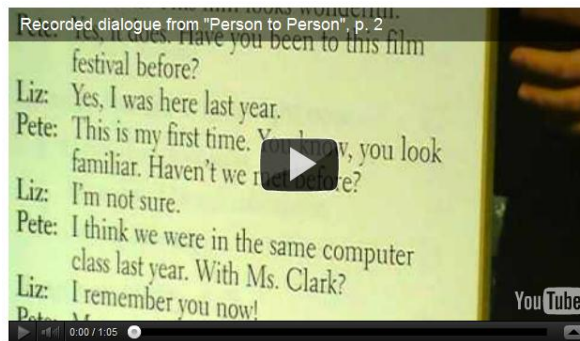 Recorded dialogue from "Person to Person", p. 2
Pete: Yes, it does. Have you been to this film
festival before?
Liz: Yes, I was here last year.
Pete: This is my first time. You know, you look
familiar. Haven't we met before?
Liz: I'm not sure.
Pete: I think we were in the same computer
class last year. With Ms. Clark?
Liz: I remember you now!
YouTube
0:00 / 1:05